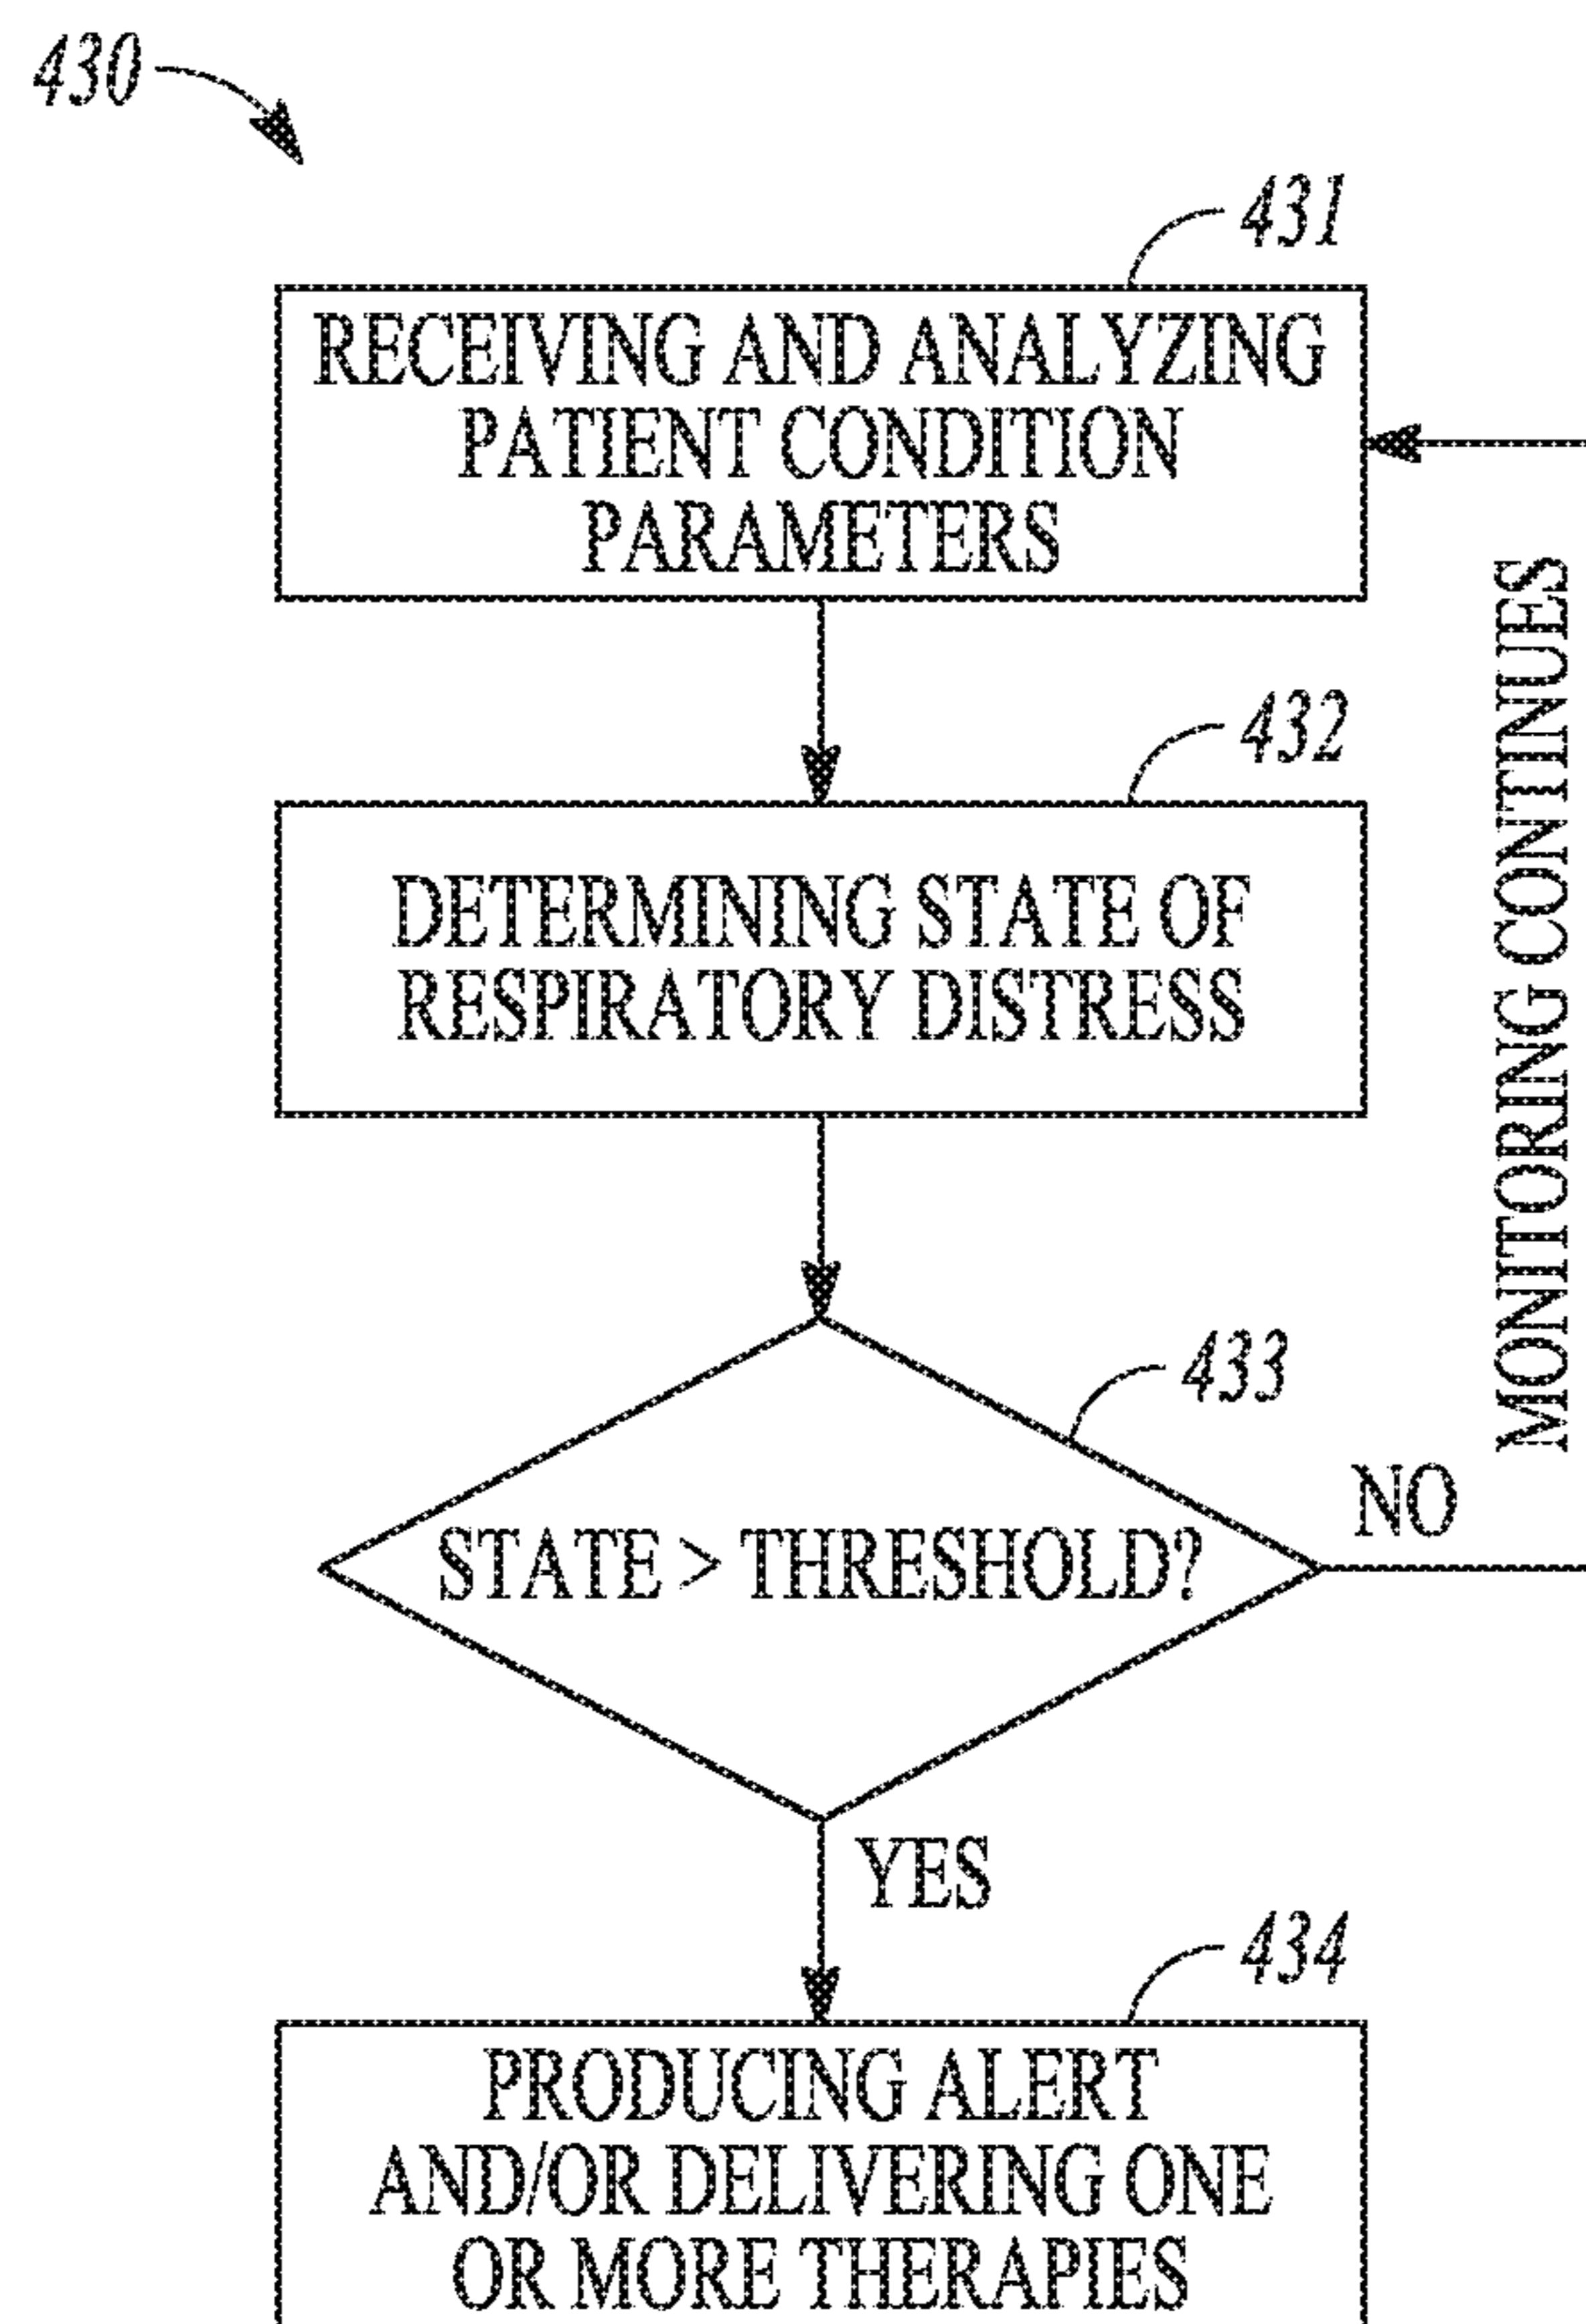 430
431
RECEIVING AND ANALYZING
PATIENT CONDITION
PARAMETERS
432
DETERMINING STATE OF
RESPIRATORY DISTRESS
MONITORING CONTINUES
433
STATE > THRESHOLD?
NO
YES
434
PRODUCING ALERT
AND/OR DELIVERING ONE
OR MORE THERAPIES